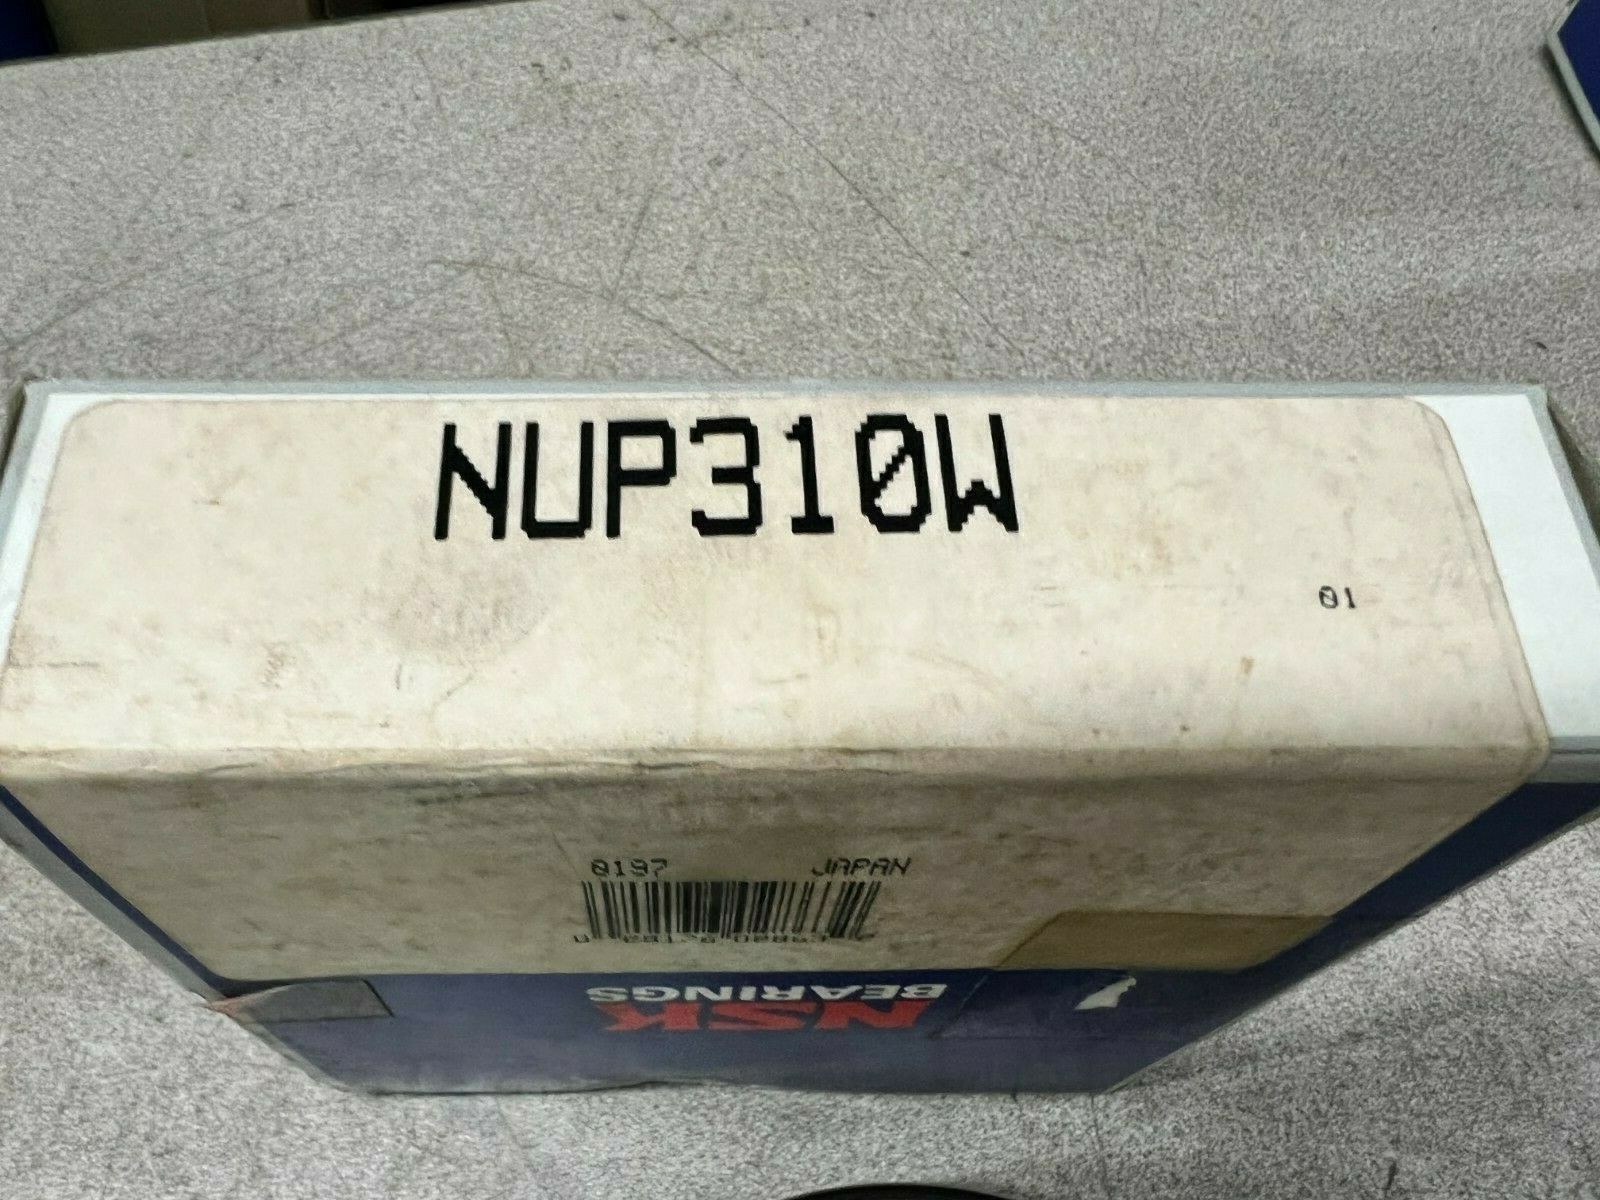 NUP310W
01
0197 JAPAN
NSK
BEARINGS